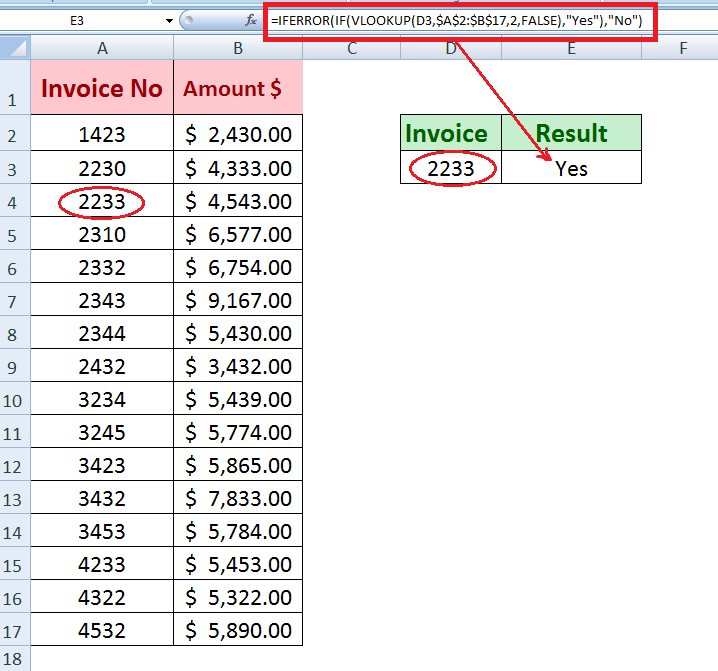 E3 fx =IFERROR(IF(VLOOKUP(D3,$A$2:$B$17,2,FALSE),"Yes"),"No")
A B C D E F
1 Invoice No Amount $
2 1423 $ 2,430.00 Invoice Result
3 2230 $ 4,333.00 2233 Yes
4 2233 $ 4,543.00
5 2310 $ 6,577.00
6 2332 $ 6,754.00
7 2343 $ 9,167.00
8 2344 $ 5,430.00
9 2432 $ 3,432.00
10 3234 $ 5,439.00
11 3245 $ 5,774.00
12 3423 $ 5,865.00
13 3432 $ 7,833.00
14 3453 $ 5,784.00
15 4233 $ 5,453.00
16 4322 $ 5,322.00
17 4532 $ 5,890.00
18